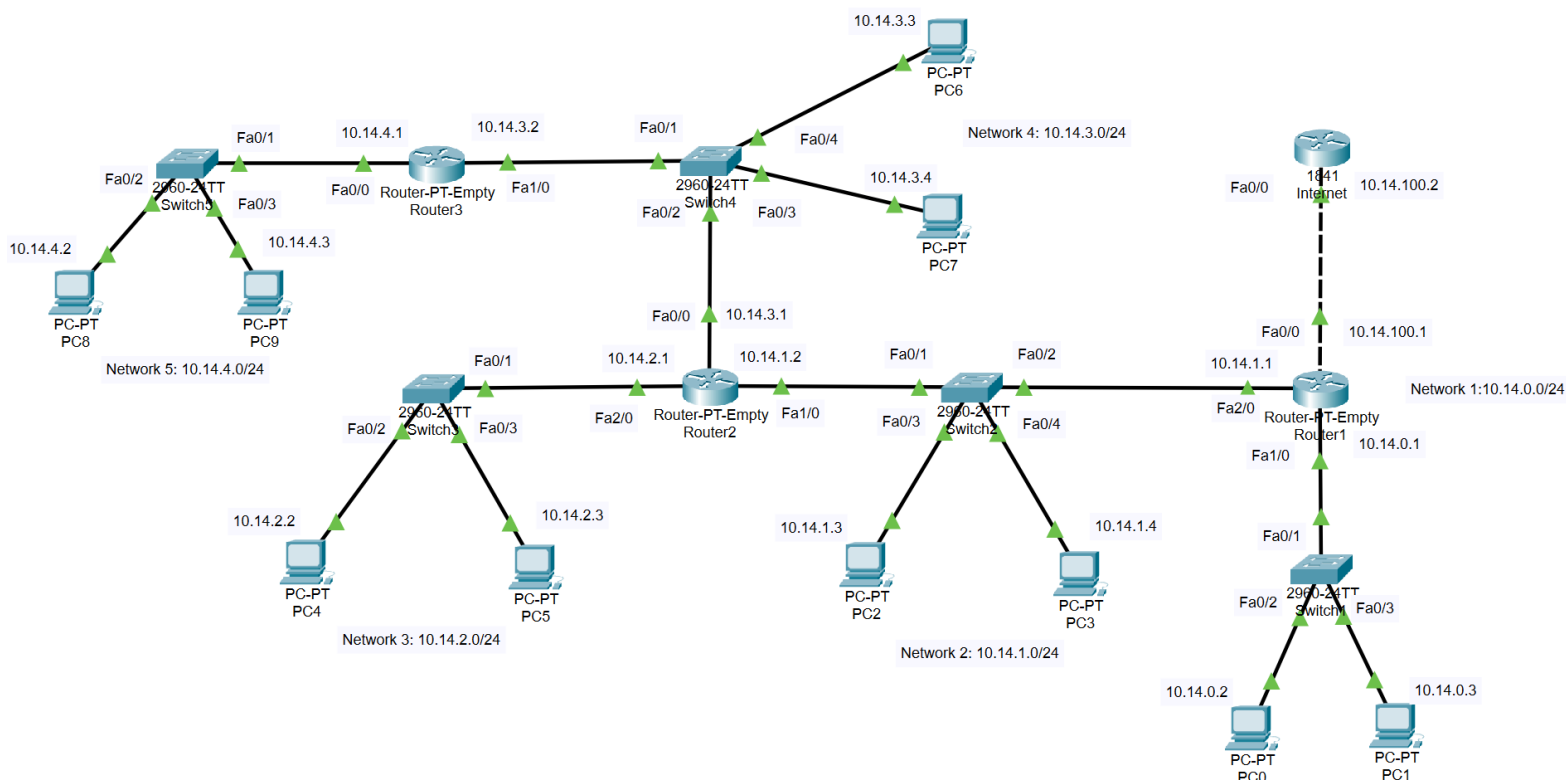 10.14.3.3
PC-PT
PC6
Network 4: 10.14.3.0/24
Fa0/1
10.14.4.1
10.14.3.2
Fa0/1
Fa0/4
Fa0/2
2960-24TT
Switch5
Fa0/0
Router-PT-Empty
Router3
Fa1/0
2960-24TT
Switch4
10.14.3.4
Fa0/0
1841
Internet
10.14.100.2
Fa0/3
Fa0/2
Fa0/3
10.14.4.2
10.14.4.3
PC-PT
PC7
PC-PT
PC8
PC-PT
PC9
Network 5: 10.14.4.0/24
Fa0/0
10.14.3.1
Fa0/0
10.14.100.1
Fa0/1
10.14.2.1
10.14.1.2
Fa0/1
Fa0/2
10.14.1.1
Network 1:10.14.0.0/24
2960-24TT
Switch3
Fa2/0
Router-PT-Empty
Router2
Fa1/0
2960-24TT
Switch2
Fa2/0
Router-PT-Empty
Router1
Fa0/2
Fa0/3
Fa0/3
Fa0/4
10.14.0.1
Fa1/0
10.14.2.2
10.14.2.3
10.14.1.3
10.14.1.4
Fa0/1
PC-PT
PC4
PC-PT
PC5
PC-PT
PC2
PC-PT
PC3
2960-24TT
Switch1
Fa0/2
Fa0/3
Network 3: 10.14.2.0/24
Network 2: 10.14.1.0/24
10.14.0.2
10.14.0.3
PC-PT
PC0
PC-PT
PC1